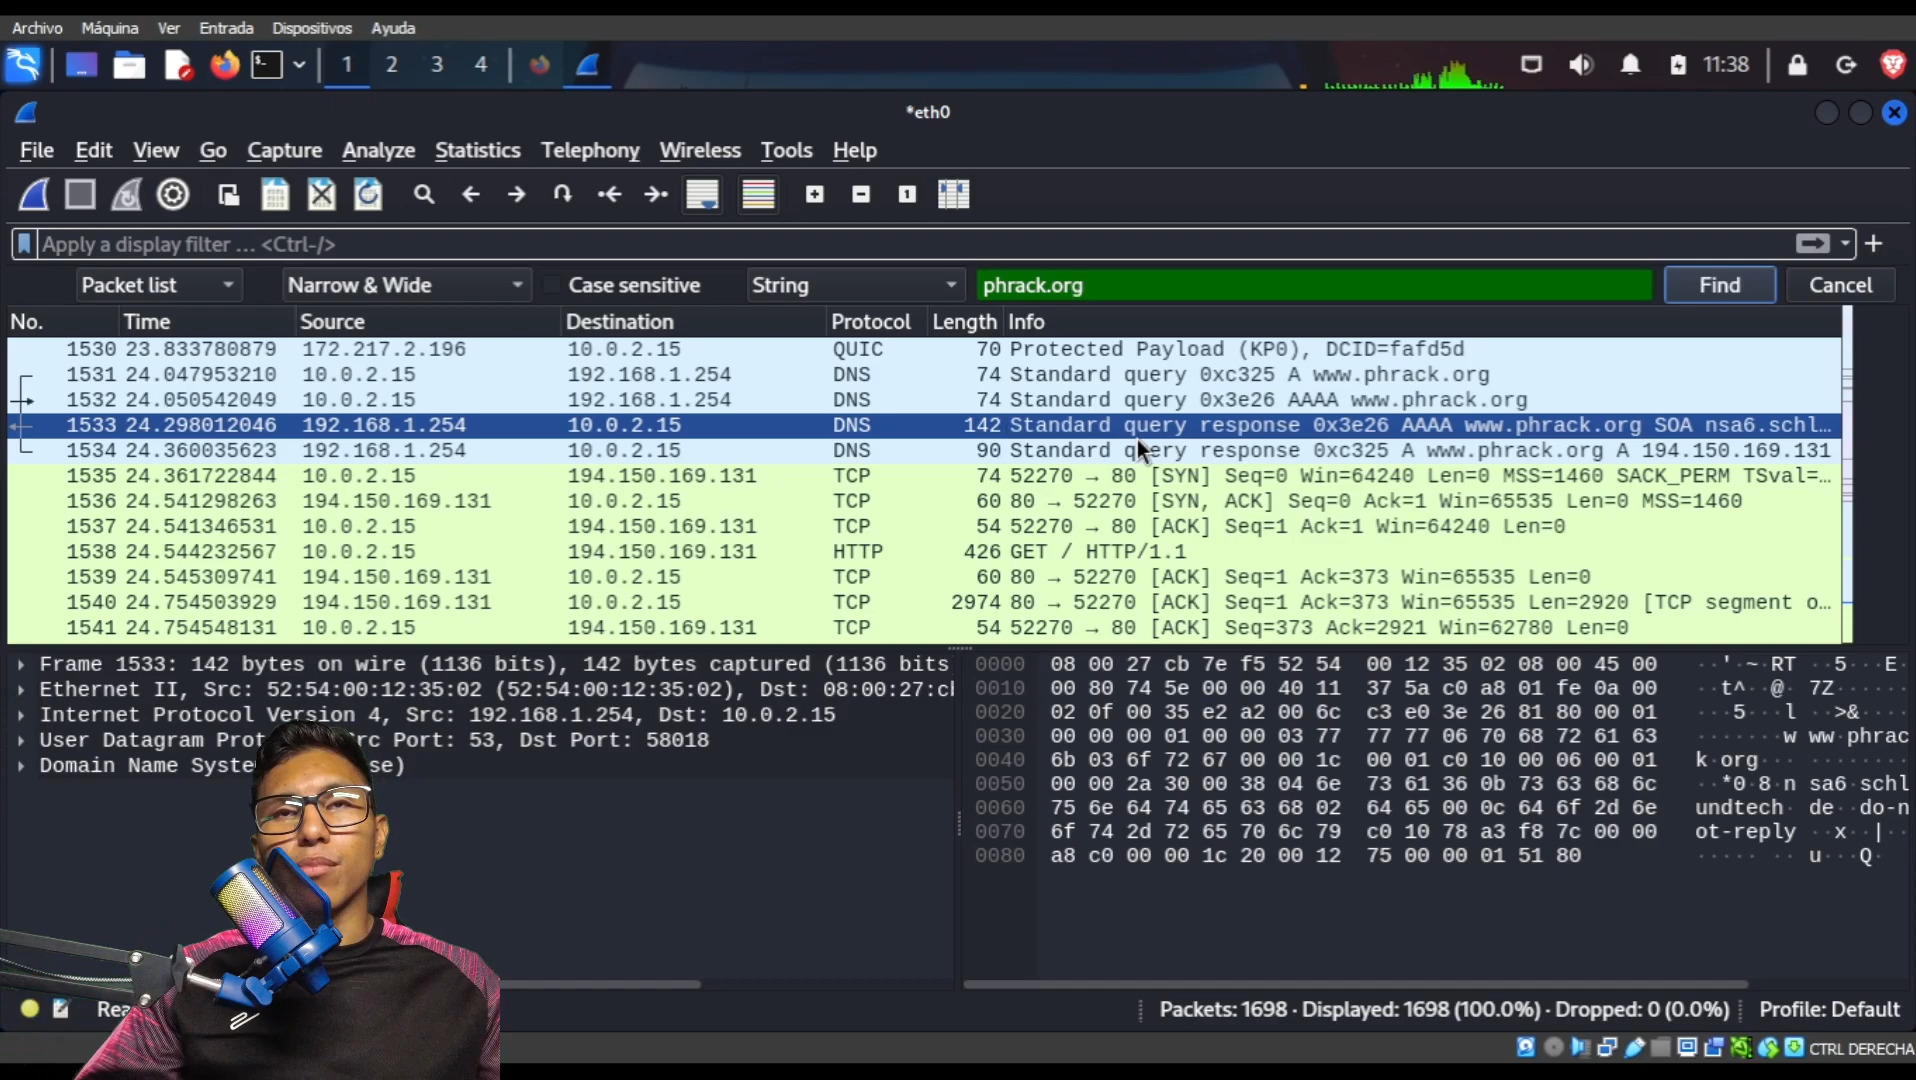 Archivo Máquina Ver Entrada Dispositivos Ayuda
1 2 3 4 11:38
*eth0
File Edit View Go Capture Analyze Statistics Telephony Wireless Tools Help
Apply a display filter ... <Ctrl-/>
Packet list Narrow & Wide Case sensitive String phrack.org Find Cancel
No. Time Source Destination Protocol Length Info
1530 23.833780879 172.217.2.196 10.0.2.15 QUIC 70 Protected Payload (KP0), DCID=fafd5d
1531 24.047953210 10.0.2.15 192.168.1.254 DNS 74 Standard query 0xc325 A www.phrack.org
1532 24.050542049 10.0.2.15 192.168.1.254 DNS 74 Standard query 0x3e26 AAAA www.phrack.org
1533 24.298012046 192.168.1.254 10.0.2.15 DNS 142 Standard query response 0x3e26 AAAA www.phrack.org SOA nsa6.schl…
1534 24.360035623 192.168.1.254 10.0.2.15 DNS 90 Standard query response 0xc325 A www.phrack.org A 194.150.169.131
1535 24.361722844 10.0.2.15 194.150.169.131 TCP 74 52270 → 80 [SYN] Seq=0 Win=64240 Len=0 MSS=1460 SACK_PERM TSval=…
1536 24.541298263 194.150.169.131 10.0.2.15 TCP 60 80 → 52270 [SYN, ACK] Seq=0 Ack=1 Win=65535 Len=0 MSS=1460
1537 24.541346531 10.0.2.15 194.150.169.131 TCP 54 52270 → 80 [ACK] Seq=1 Ack=1 Win=64240 Len=0
1538 24.544232567 10.0.2.15 194.150.169.131 HTTP 426 GET / HTTP/1.1
1539 24.545309741 194.150.169.131 10.0.2.15 TCP 60 80 → 52270 [ACK] Seq=1 Ack=373 Win=65535 Len=0
1540 24.754503929 194.150.169.131 10.0.2.15 TCP 2974 80 → 52270 [ACK] Seq=1 Ack=373 Win=65535 Len=2920 [TCP segment o…
1541 24.754548131 10.0.2.15 194.150.169.131 TCP 54 52270 → 80 [ACK] Seq=373 Ack=2921 Win=62780 Len=0
Frame 1533: 142 bytes on wire (1136 bits), 142 bytes captured (1136 bits
Ethernet II, Src: 52:54:00:12:35:02 (52:54:00:12:35:02), Dst: 08:00:27:cb
Internet Protocol Version 4, Src: 192.168.1.254, Dst: 10.0.2.15
User Datagram Prot rc Port: 53, Dst Port: 58018
Domain Name Syste se)
0000 08 00 27 cb 7e f5 52 54 00 12 35 02 08 00 45 00 ··'·~·RT ··5···E·
0010 00 80 74 5e 00 00 40 11 37 5a c0 a8 01 fe 0a 00 ··t^··@· 7Z······
0020 02 0f 00 35 e2 a2 00 6c c3 e0 3e 26 81 80 00 01 ···5···l ··>&····
0030 00 00 00 01 00 00 03 77 77 77 06 70 68 72 61 63 ·······w ww·phrac
0040 6b 03 6f 72 67 00 00 1c 00 01 c0 10 00 06 00 01 k·org··· ········
0050 00 00 2a 30 00 38 04 6e 73 61 36 0b 73 63 68 6c ··*0·8·n sa6·schl
0060 75 6e 64 74 65 63 68 02 64 65 00 0c 64 6f 2d 6e undtech· de··do-n
0070 6f 74 2d 72 65 70 6c 79 c0 10 78 a3 f8 7c 00 00 ot-reply ··x··|··
0080 a8 c0 00 00 1c 20 00 12 75 00 00 01 51 80 ····· ·· u···Q·
Rea Packets: 1698 · Displayed: 1698 (100.0%) · Dropped: 0 (0.0%) Profile: Default
CTRL DERECHA